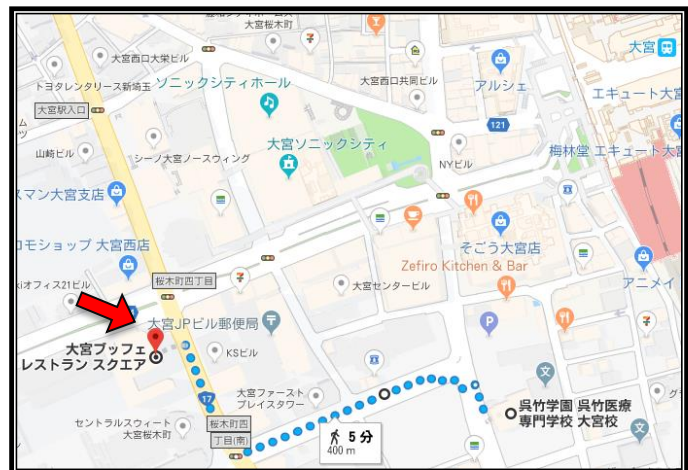 大宮桜木町
大宮西口大栄ビル
大宮
トヨタレンタリース新埼玉
ソニックシティホール
大宮西口共同ビル
アルシェ
エキュート大宮
大宮駅入口
121
山崎ビル
シーノ大宮ノースウィング
大宮ソニックシティ
NYビル
梅林堂 エキュート大宮
スマン大宮支店
コモショップ 大宮西店
そごう大宮店
Zefiro Kitchen & Bar
アニメイ
桜木町四丁目
オフィス21ビル
大宮センタービル
大宮JPビル郵便局
P
大宮ブッフェ
レストラン スクエア
KSビル
17
大宮ファースト
プレイスタワー
呉竹学園 呉竹医療
専門学校 大宮校
セントラルスウィート
大宮桜木町
桜木町四
丁目(南)
5 分
400 m